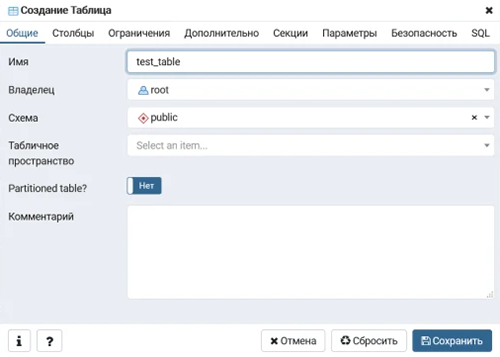 Создание Таблица
Общие Столбцы Ограничения Дополнительно Секции Параметры Безопасность SQL
Имя test_table
Владелец root
Схема public
Табличное пространство Select an item...
Partitioned table? Нет
Комментарий
i ? Отмена Сбросить Сохранить